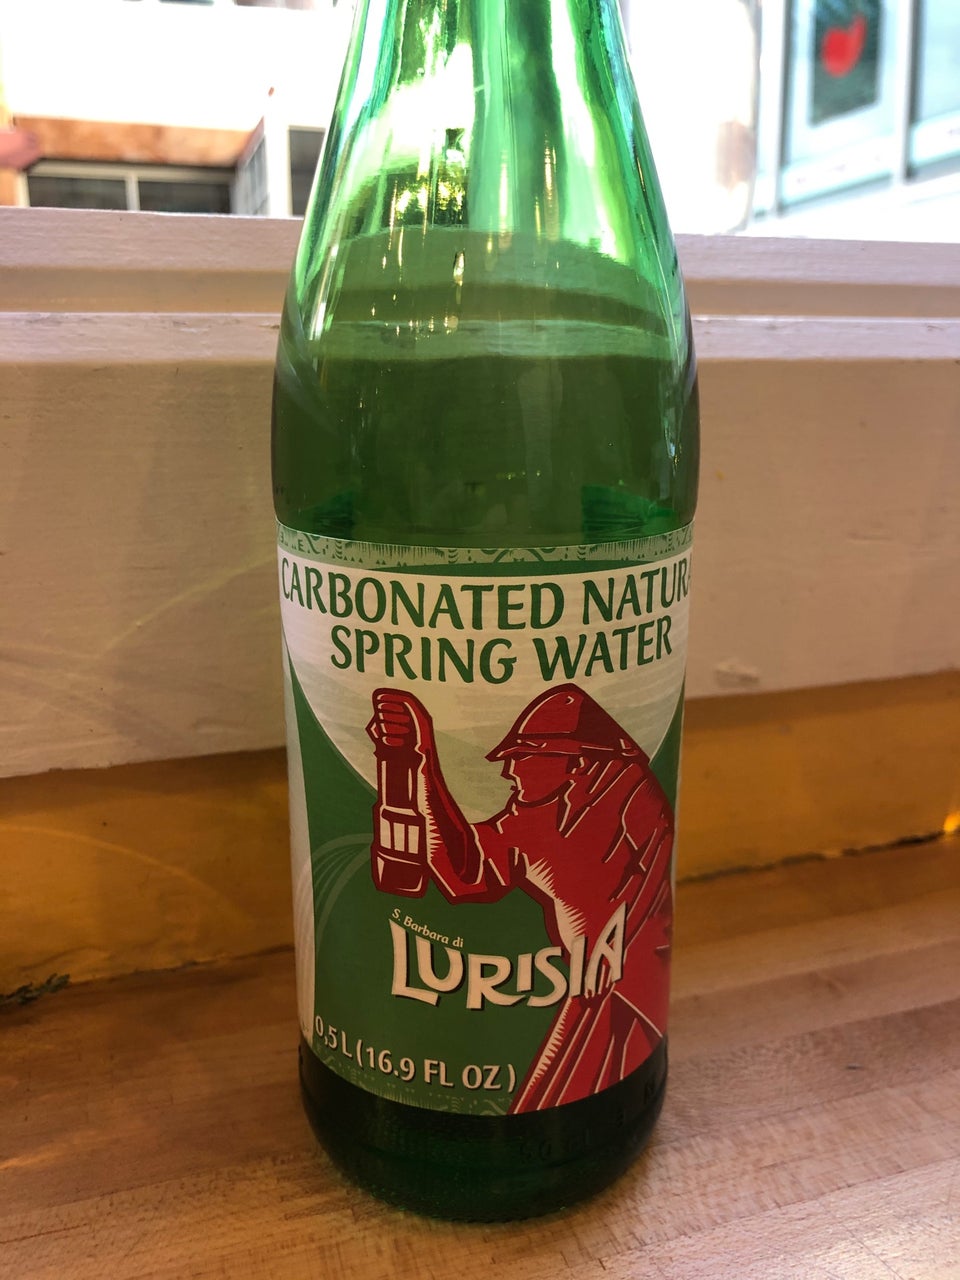 CARBONATED NATURA
SPRING WATER
S. Barbara di
LURISIA
0,5 L (16.9 FL OZ)